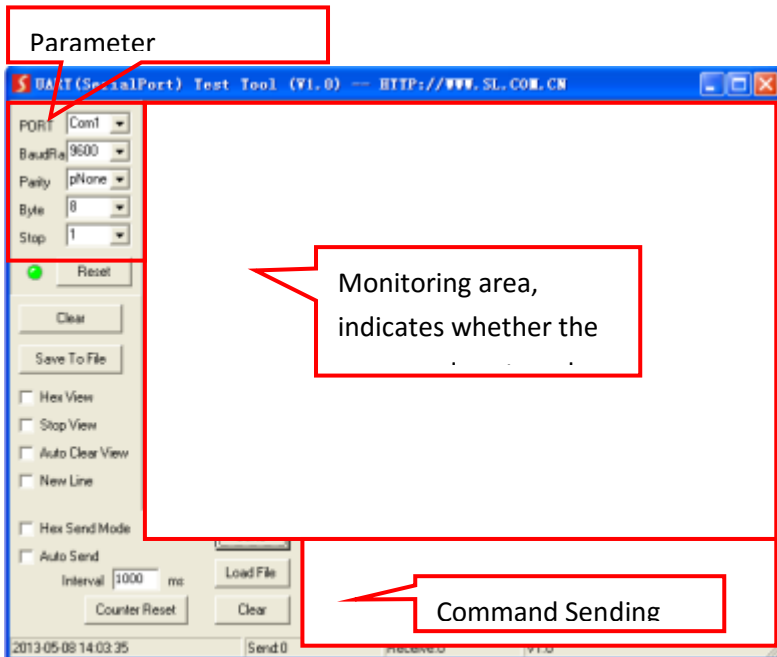 Parameter
UART(SerialPort) Test Tool (V1.0) -- HTTP://WWW.SL.COM.CN
PORT Com1
BaudRa 9600
Parity pNone
Byte 8
Stop 1
Reset
Clear
Save To File
Hex View
Stop View
Auto Clear View
New Line
Monitoring area,
indicates whether the
Hex Send Mode
Auto Send
Interval 1000 ms
Load File
Counter Reset
Clear
Command Sending
2013-05-08 14:03:35
Send:0
Receive:0
V1.0